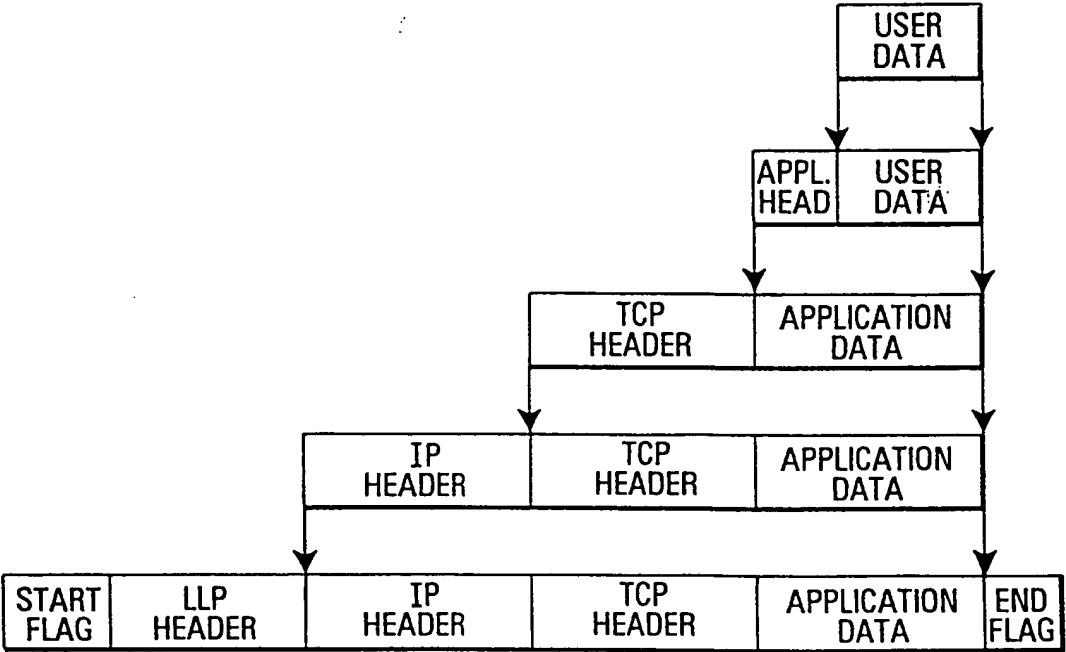 USER
DATA
APPL.
HEAD
USER
DATA
TCP
HEADER
APPLICATION
DATA
IP
HEADER
TCP
HEADER
APPLICATION
DATA
START
FLAG
LLP
HEADER
IP
HEADER
TCP
HEADER
APPLICATION
DATA
END
FLAG